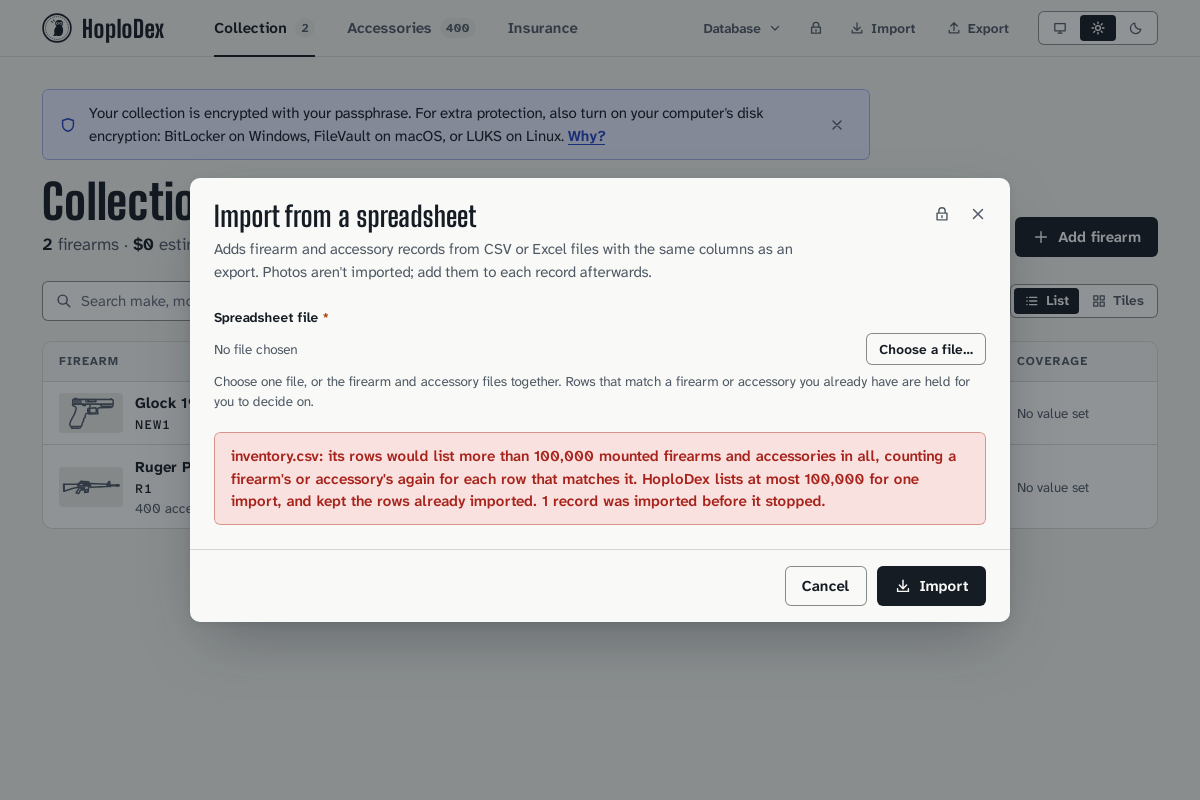 HoploDex
Collection 2
Accessories 400
Insurance
Database
Import
Export
Your collection is encrypted with your passphrase. For extra protection, also turn on your computer's disk
encryption: BitLocker on Windows, FileVault on macOS, or LUKS on Linux. Why?
2 firearms · $0
Add firearm
Search make,
List
Tiles
FIREARM
COVERAGE
Glock
NEW1
No value set
Ruger
R1
400
No value set
Import from a spreadsheet
Adds firearm and accessory records from CSV or Excel files with the same columns as an
export. Photos aren't imported; add them to each record afterwards.
Spreadsheet file *
No file chosen
Choose a file...
Choose one file, or the firearm and accessory files together. Rows that match a firearm or accessory you already have are held for
you to decide on.
inventory.csv: its rows would list more than 100,000 mounted firearms and accessories in all, counting a
firearm's or accessory's again for each row that matches it. HoploDex lists at most 100,000 for one
import, and kept the rows already imported. 1 record was imported before it stopped.
Cancel
Import